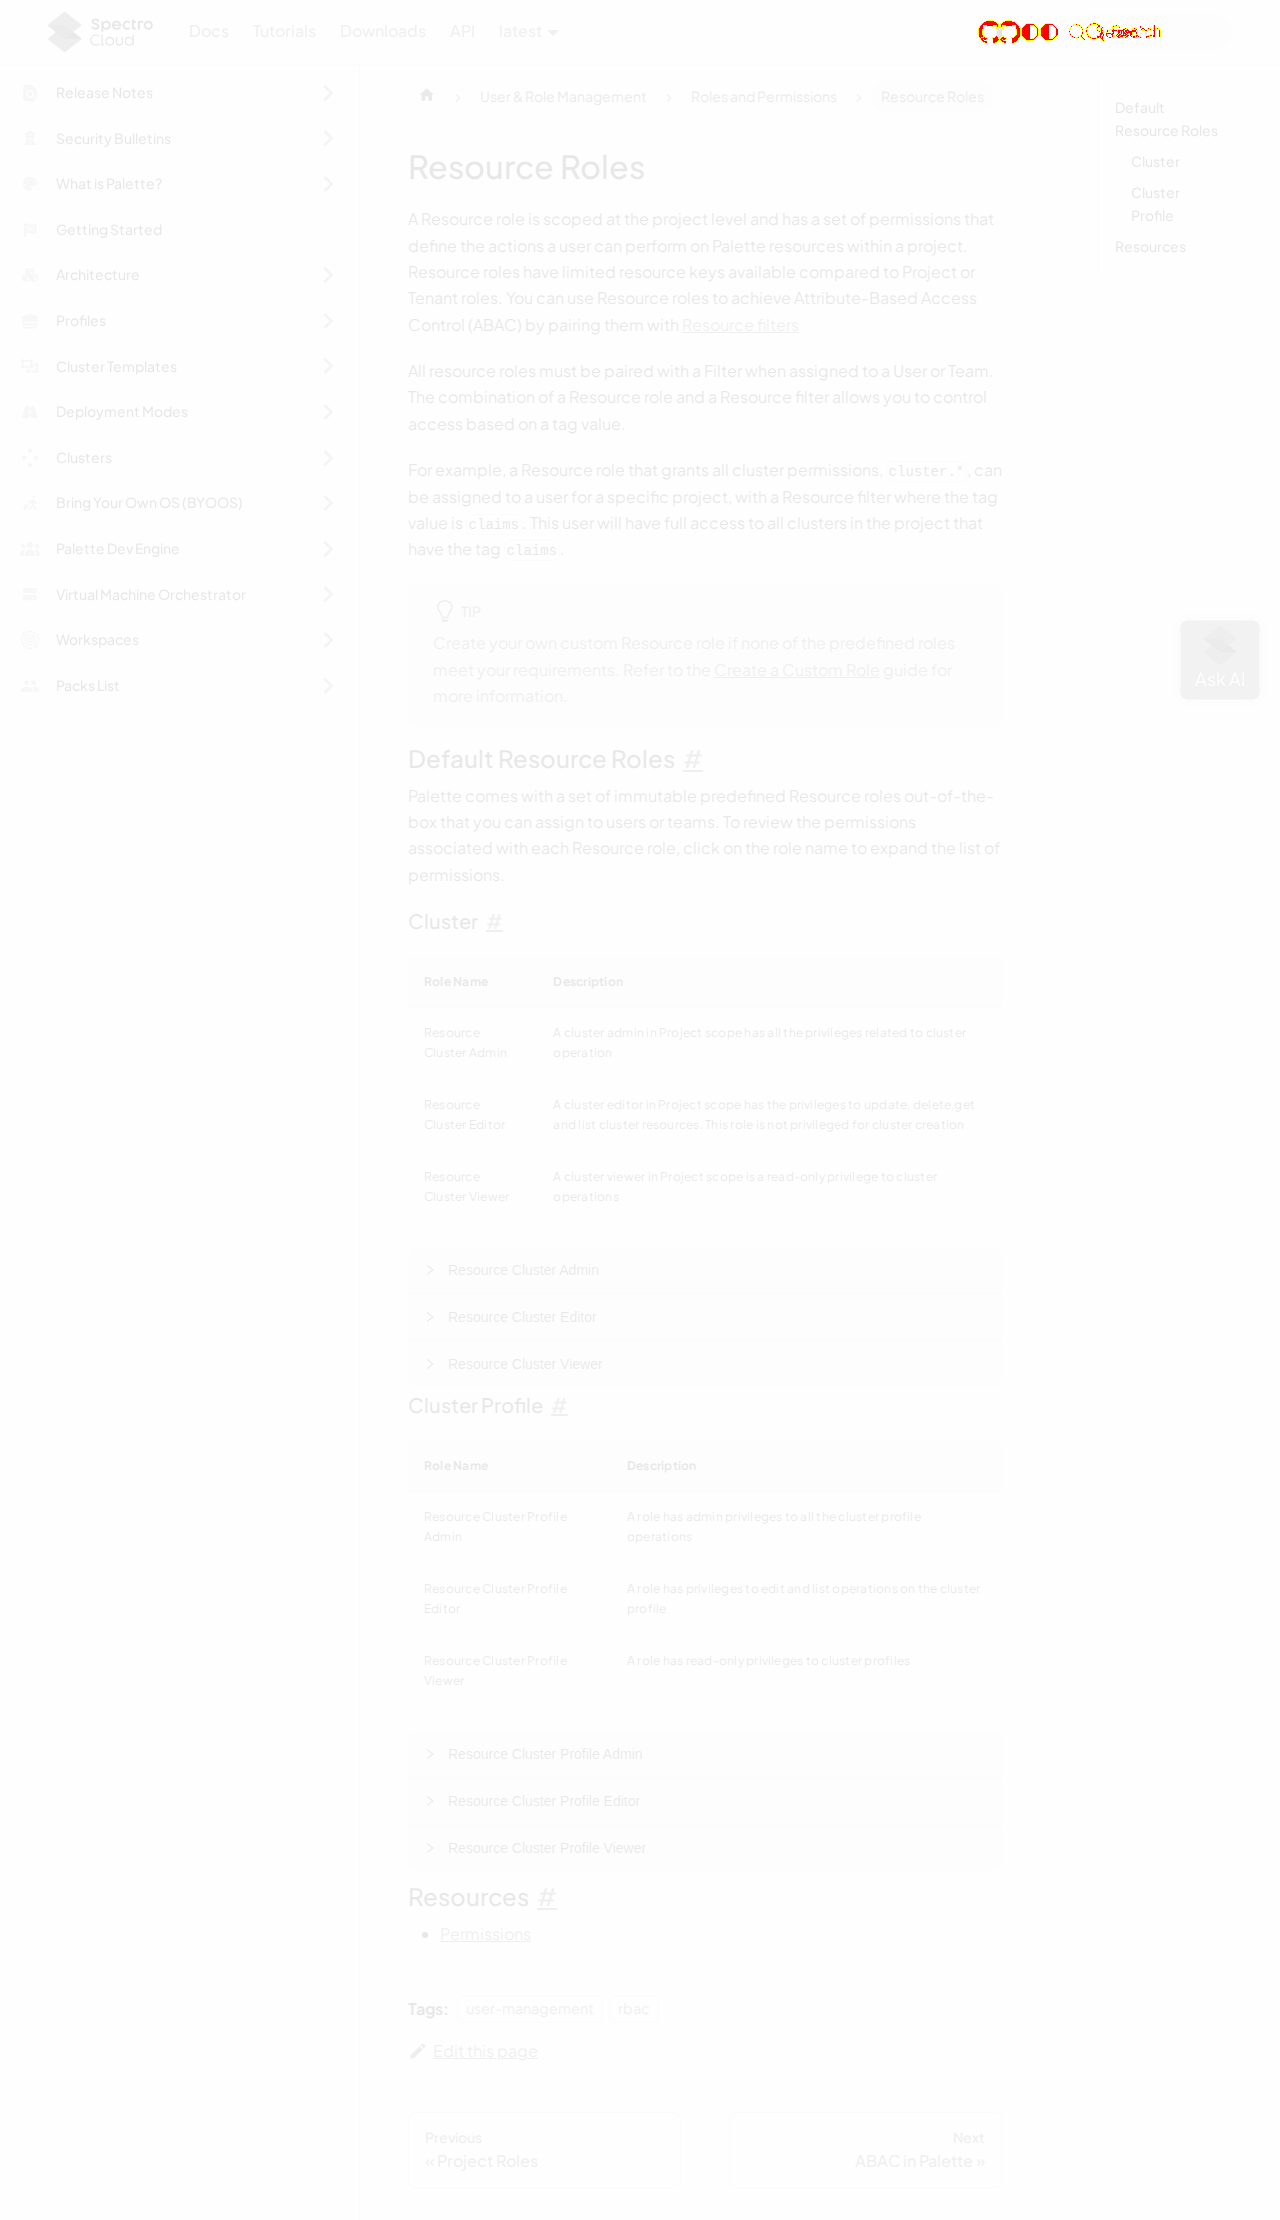 Spectro
Cloud
Docs
Tutorials
Downloads
API
latest
Release Notes
Security Bulletins
What is Palette?
Getting Started
Architecture
Profiles
Cluster Templates
Deployment Modes
Clusters
Bring Your Own OS (BYOOS)
Palette Dev Engine
Virtual Machine Orchestrator
Workspaces
Packs List
User & Role Management
Roles and Permissions
Resource Roles
Resource Roles
A Resource role is scoped at the project level and has a set of permissions that
define the actions a user can perform on Palette resources within a project.
Resource roles have limited resource keys available compared to Project or
Tenant roles. You can use Resource roles to achieve Attribute-Based Access
Control (ABAC) by pairing them with Resource filters
All resource roles must be paired with a Filter when assigned to a User or Team.
The combination of a Resource role and a Resource filter allows you to control
access based on a tag value.
For example, a Resource role that grants all cluster permissions, cluster.*, can
be assigned to a user for a specific project, with a Resource filter where the tag
value is claims. This user will have full access to all clusters in the project that
have the tag claims.
TIP
Create your own custom Resource role if none of the predefined roles
meet your requirements. Refer to the Create a Custom Role guide for
more information.
Default Resource Roles #
Palette comes with a set of immutable predefined Resource roles out-of-the-
box that you can assign to users or teams. To review the permissions
associated with each Resource role, click on the role name to expand the list of
permissions.
Cluster #
Role Name
Description
Resource
Cluster Admin
A cluster admin in Project scope has all the privileges related to cluster
operation
Resource
Cluster Editor
A cluster editor in Project scope has the privileges to update, delete,get
and list cluster resources. This role is not privileged for cluster creation
Resource
Cluster Viewer
A cluster viewer in Project scope is a read-only privilege to cluster
operations
Resource Cluster Admin
Resource Cluster Editor
Resource Cluster Viewer
Cluster Profile #
Role Name
Description
Resource Cluster Profile
Admin
A role has admin privileges to all the cluster profile
operations
Resource Cluster Profile
Editor
A role has privileges to edit and list operations on the cluster
profile
Resource Cluster Profile
Viewer
A role has read-only privileges to cluster profiles
Resource Cluster Profile Admin
Resource Cluster Profile Editor
Resource Cluster Profile Viewer
Resources #
Permissions
Tags:
user-management
rbac
Edit this page
Previous
« Project Roles
Next
ABAC in Palette »
Default
Resource Roles
Cluster
Cluster
Profile
Resources
Ask AI